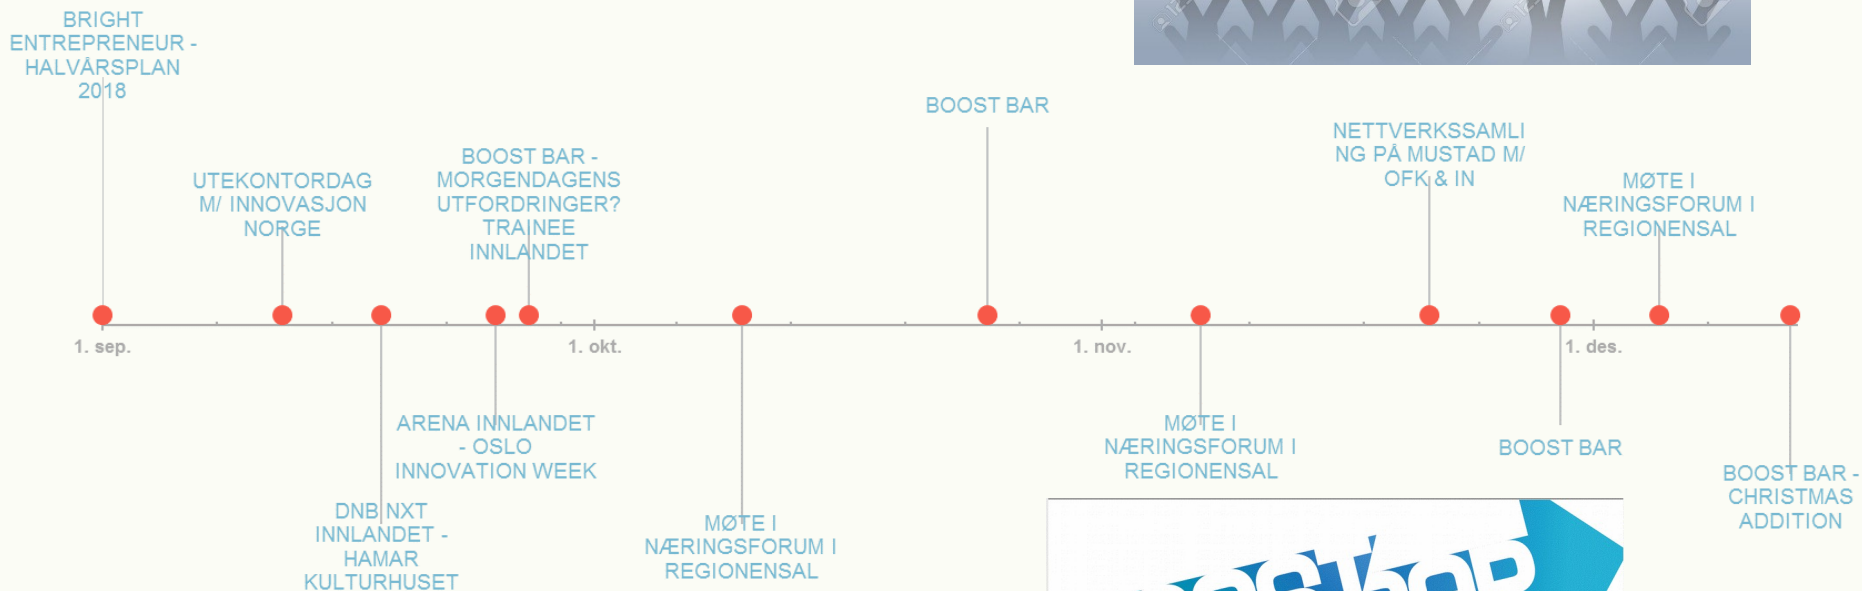 BRIGHT
ENTREPRENEUR -
HALVÅRSPLAN
2018
UTEKONTORDAG
M/ INNOVASJON
NORGE
BOOST BAR -
MORGENDAGENS
UTFORDRINGER?
TRAINEE
INNLANDET
BOOST BAR
NETTVERKSSAMLI
NG PÅ MUSTAD M/
OFK & IN
MØTE I
NÆRINGSFORUM I
REGIONENSAL
1. sep.
1. okt.
1. nov.
1. des.
ARENA INNLANDET
- OSLO
INNOVATION WEEK
DNB NXT
INNLANDET -
HAMAR
KULTURHUSET
MØTE I
NÆRINGSFORUM I
REGIONENSAL
MØTE I
NÆRINGSFORUM I
REGIONENSAL
BOOST BAR
BOOST BAR -
CHRISTMAS
ADDITION